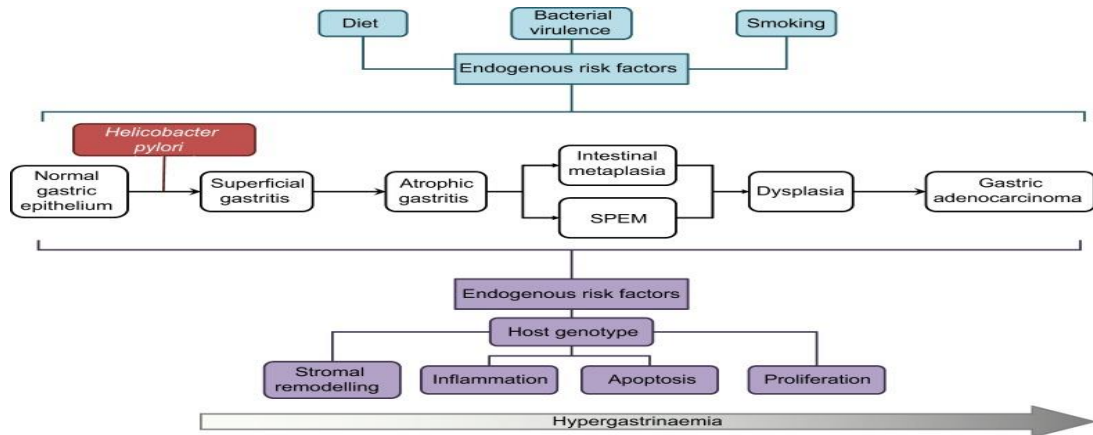 Diet
Bacterial
virulence
Smoking
Endogenous risk factors
Helicobacter
pylori
Normal
gastric
epithelium
Superficial
gastritis
Atrophic
gastritis
Intestinal
metaplasia
SPEM
Dysplasia
Gastric
adenocarcinoma
Endogenous risk factors
Host genotype
Stromal
remodelling
Inflammation
Apoptosis
Proliferation
Hypergastrinaemia